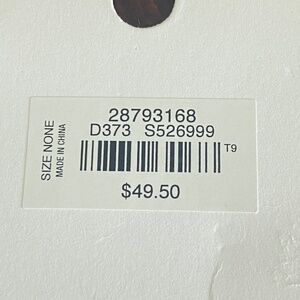 28793168
D373 S526999
T9
$49.50
SIZE NONE
MADE IN CHINA